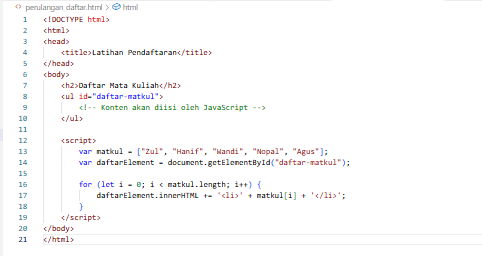 perulangan_daftar.html > html
1 <!DOCTYPE html>
2 <html>
3 <head>
4 <title>Latihan Pendaftaran</title>
5 </head>
6 <body>
7 <h2>Daftar Mata Kuliah</h2>
8 <ul id="daftar-matkul">
9 <!-- Konten akan diisi oleh JavaScript -->
10 </ul>
11
12 <script>
13 var matkul = ["Zul", "Hanif", "Wandi", "Nopal", "Agus"];
14 var daftarElement = document.getElementById("daftar-matkul");
15
16 for (let i = 0; i < matkul.length; i++) {
17 daftarElement.innerHTML += '<li>' + matkul[i] + '</li>';
18 }
19 </script>
20 </body>
21 </html>